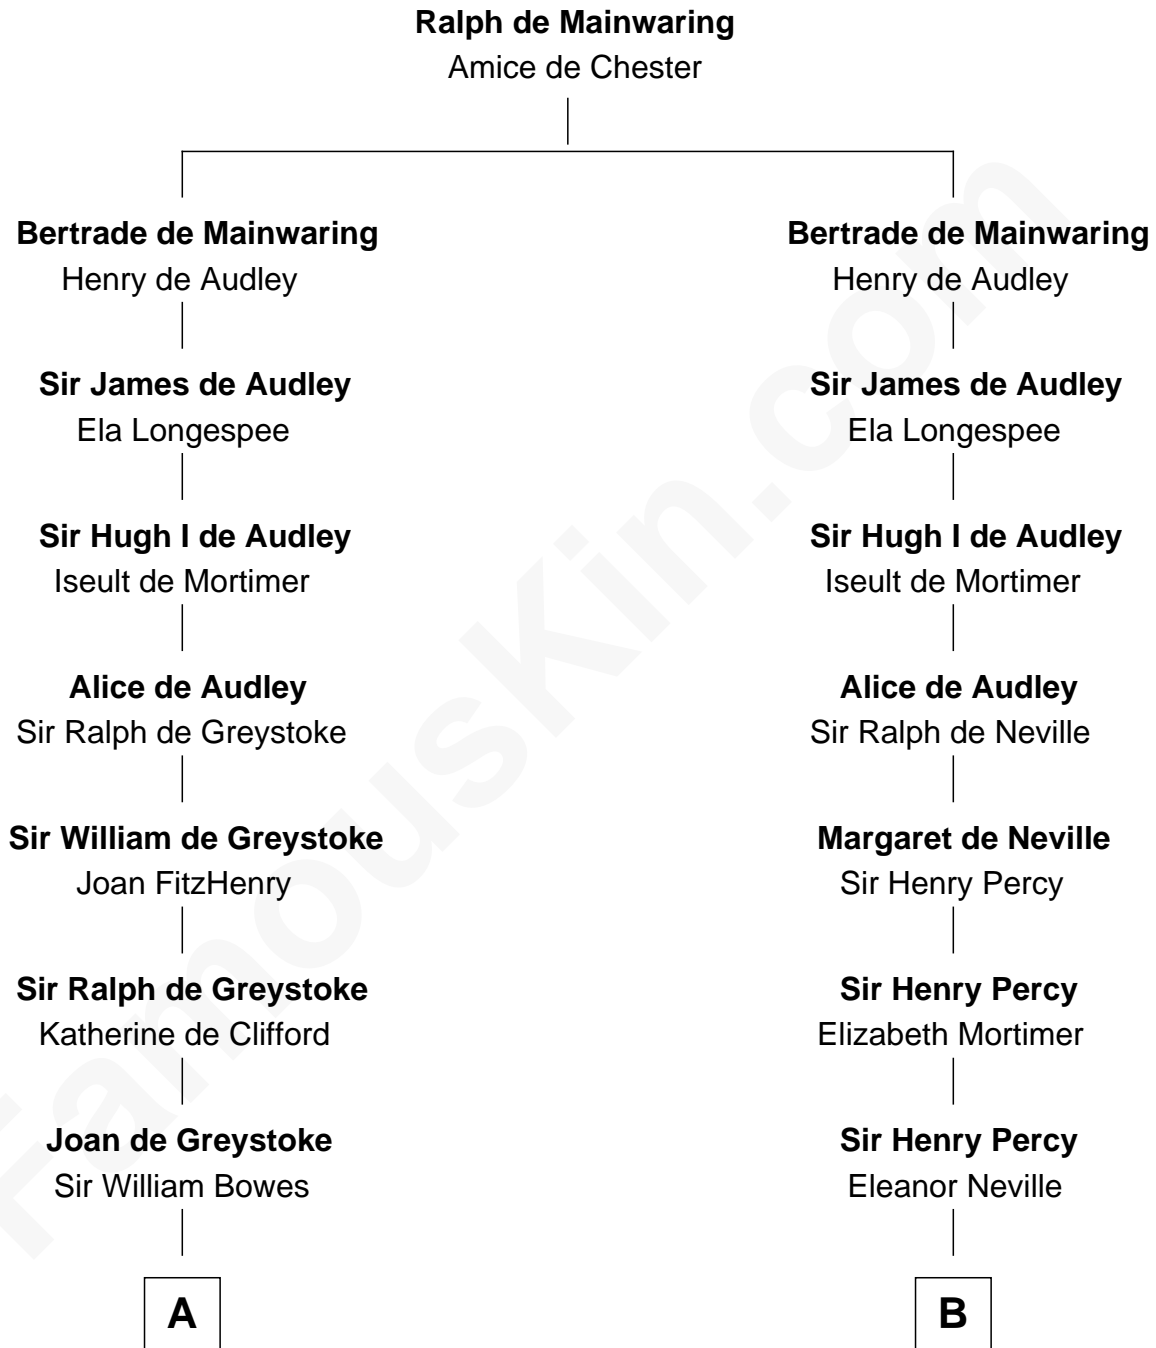 Ralph de Mainwaring
Amice de Chester
Bertrade de Mainwaring
Henry de Audley
Sir James de Audley
Ela Longespee
Sir Hugh I de Audley
Iseult de Mortimer
Alice de Audley
Sir Ralph de Greystoke
Sir William de Greystoke
Joan FitzHenry
Sir Ralph de Greystoke
Katherine de Clifford
Joan de Greystoke
Sir William Bowes
A
Bertrade de Mainwaring
Henry de Audley
Sir James de Audley
Ela Longespee
Sir Hugh I de Audley
Iseult de Mortimer
Alice de Audley
Sir Ralph de Neville
Margaret de Neville
Sir Henry Percy
Sir Henry Percy
Elizabeth Mortimer
Sir Henry Percy
Eleanor Neville
B
FamousKin.com